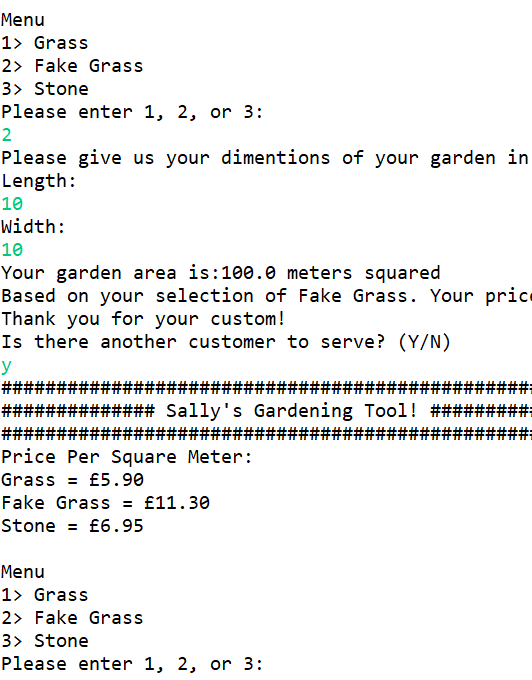 Menu
1> Grass
2> Fake Grass
3> Stone
Please enter 1, 2, or 3:
2
Please give us your dimentions of your garden in
Length:
10
Width:
10
Your garden area is:100.0 meters squared
Based on your selection of Fake Grass. Your
Thank you for your custom!
Is there another customer to serve? (Y/N)
y
#################################################
############## Sally's Gardening Tool! ##########
#################################################
Price Per Square Meter:
Grass = £5.90
Fake Grass = £11.30
Stone = £6.95
Menu
1> Grass
2> Fake Grass
3> Stone
Please enter 1, 2, or 3: